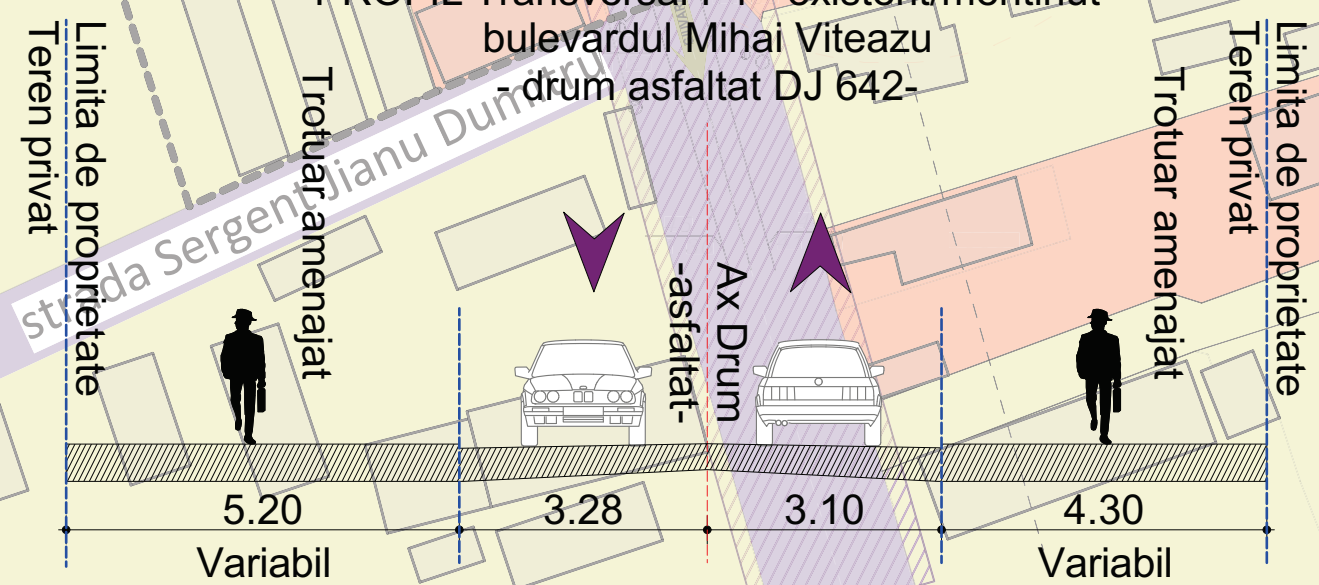 bulevardul Mihai Viteazu
- drum asfaltat DJ 642-
Limita de proprietate
Teren privat
Trotuar amenajat
strada Sergent Jianu Dumitru
Ax Drum
-asfaltat-
Trotuar amenajat
Limita de proprietate
Teren privat
5.20
3.28
3.10
4.30
Variabil
Variabil